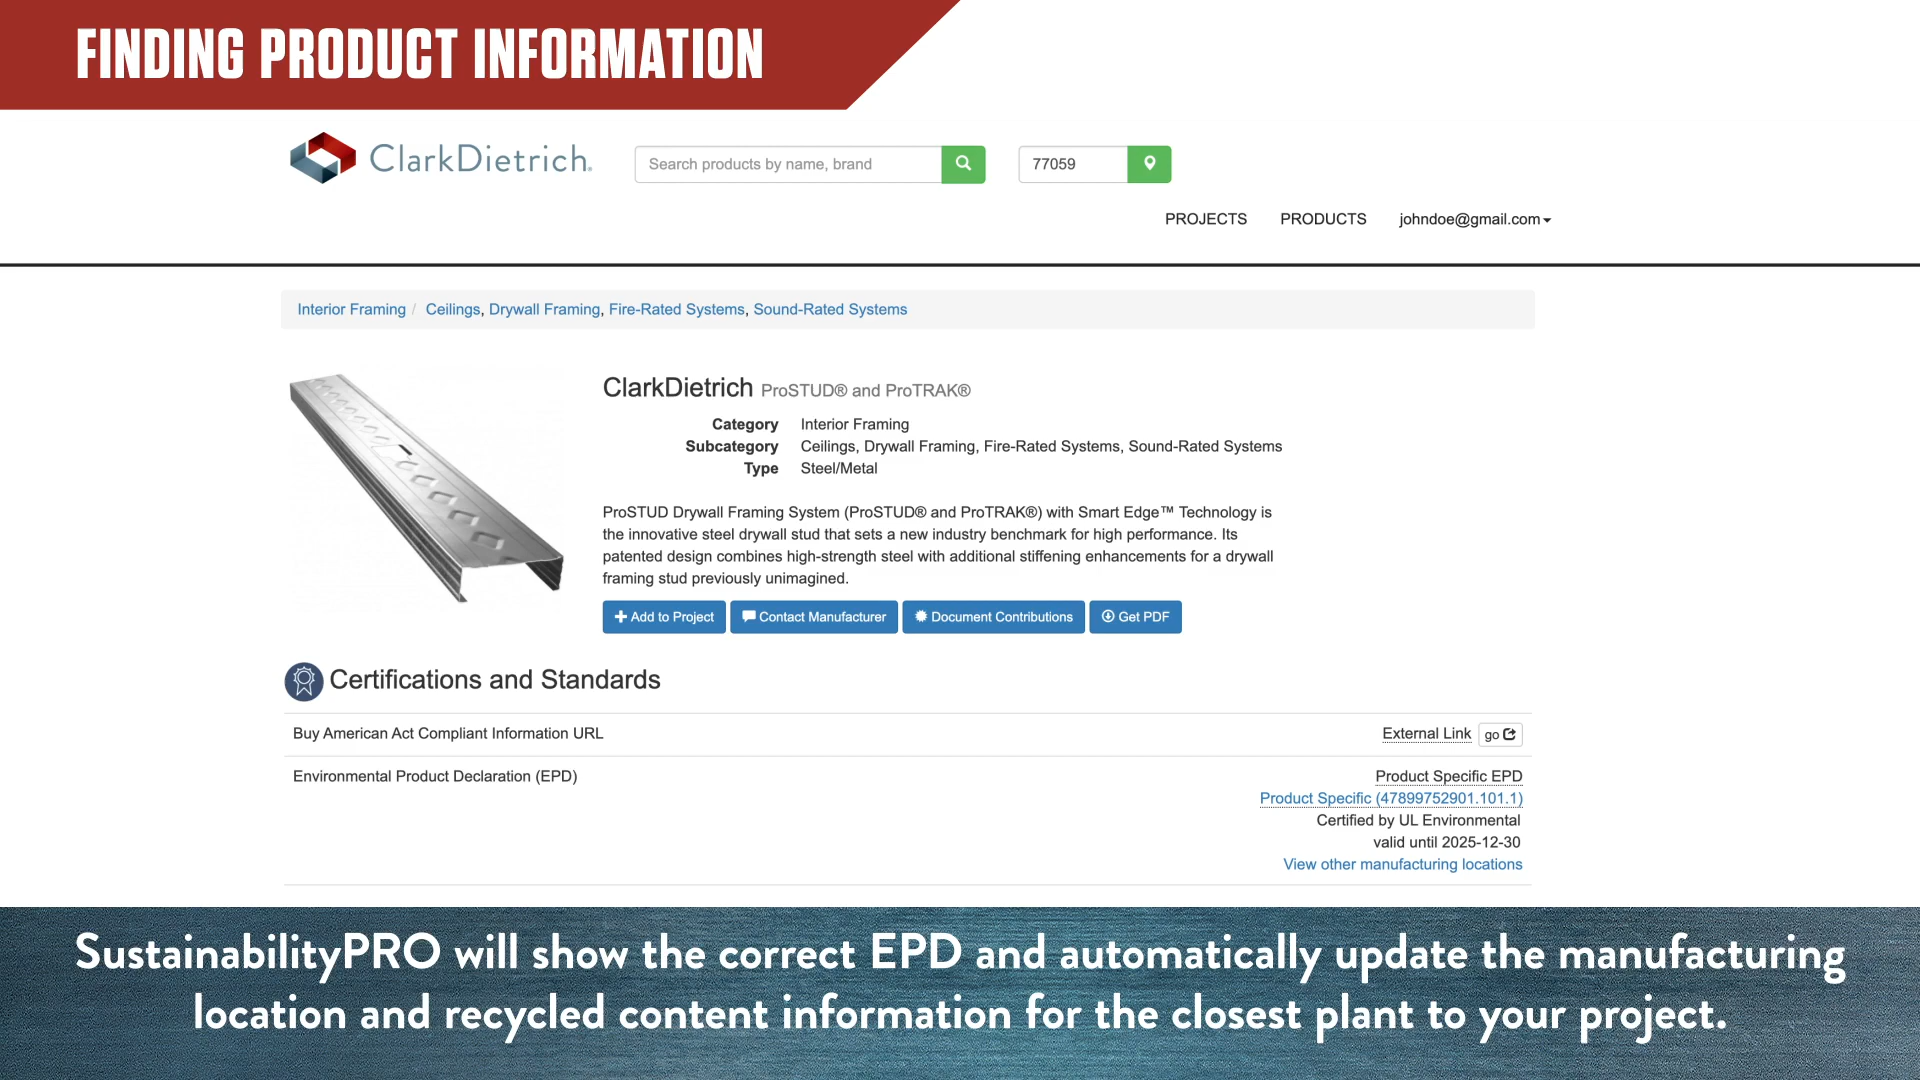 FINDING PRODUCT INFORMATION
ClarkDietrich®
Search products by name, brand
77059
PROJECTS PRODUCTS johndoe@gmail.com
Interior Framing / Ceilings, Drywall Framing, Fire-Rated Systems, Sound-Rated Systems
ClarkDietrich ProSTUD® and ProTRAK®
Category Interior Framing
Subcategory Ceilings, Drywall Framing, Fire-Rated Systems, Sound-Rated Systems
Type Steel/Metal
ProSTUD Drywall Framing System (ProSTUD® and ProTRAK®) with Smart Edge™ Technology is
the innovative steel drywall stud that sets a new industry benchmark for high performance. Its
patented design combines high-strength steel with additional stiffening enhancements for a drywall
framing stud previously unimagined.
Add to Project Contact Manufacturer Document Contributions Get PDF
Certifications and Standards
Buy American Act Compliant Information URL External Link go
Environmental Product Declaration (EPD) Product Specific EPD
Product Specific (47899752901.101.1)
Certified by UL Environmental
valid until 2025-12-30
View other manufacturing locations
SustainabilityPRO will show the correct EPD and automatically update the manufacturing
location and recycled content information for the closest plant to your project.